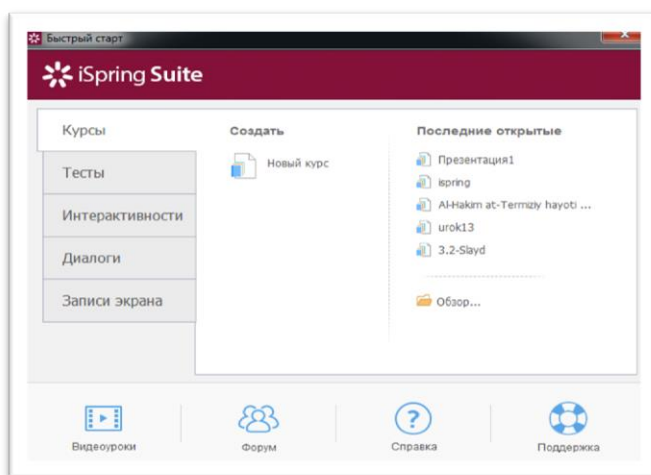 Быстрый старт
iSpring Suite
Курсы
Тесты
Интерактивности
Диалоги
Записи экрана
Создать
Новый курс
Последние открытые
Презентация1
ispring
Al-Hakim at-Termiziy hayoti ...
urok13
3.2-Slayd
Обзор...
Видеоуроки
Форум
Справка
Поддержка